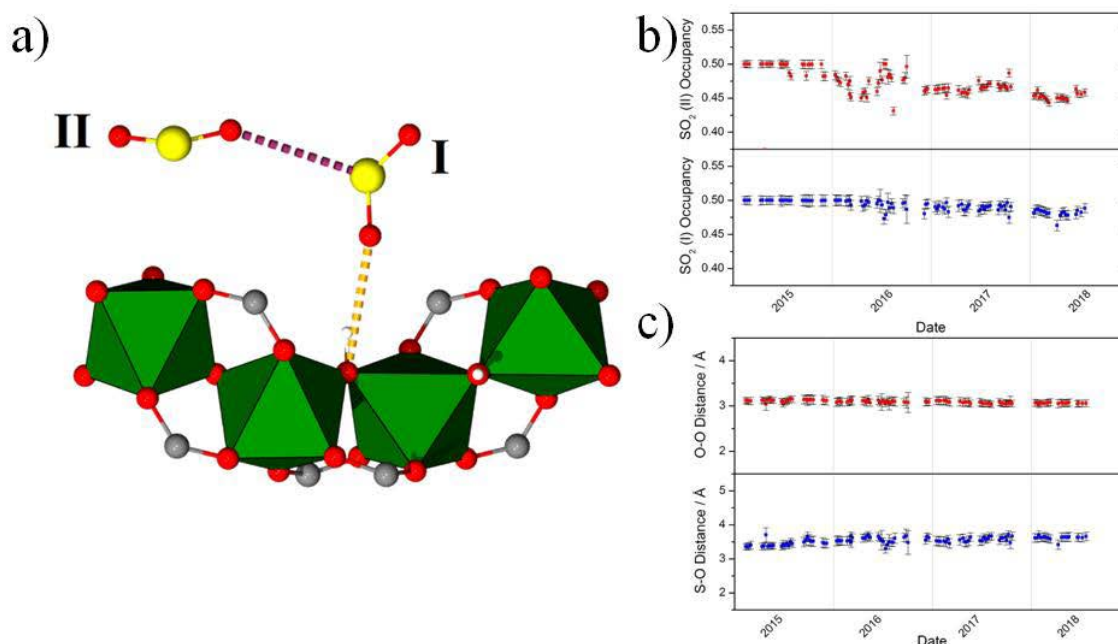 a)
II
I
b)
SO₂ (II) Occupancy
0.50
0.45
0.40
SO₂ (I) Occupancy
0.55
0.50
0.45
0.40
2015
2016
2017
2018
Date
c)
O-O Distance / Å
4
3
2
S-O Distance / Å
5
4
3
2
2015
2016
2017
2018
Date